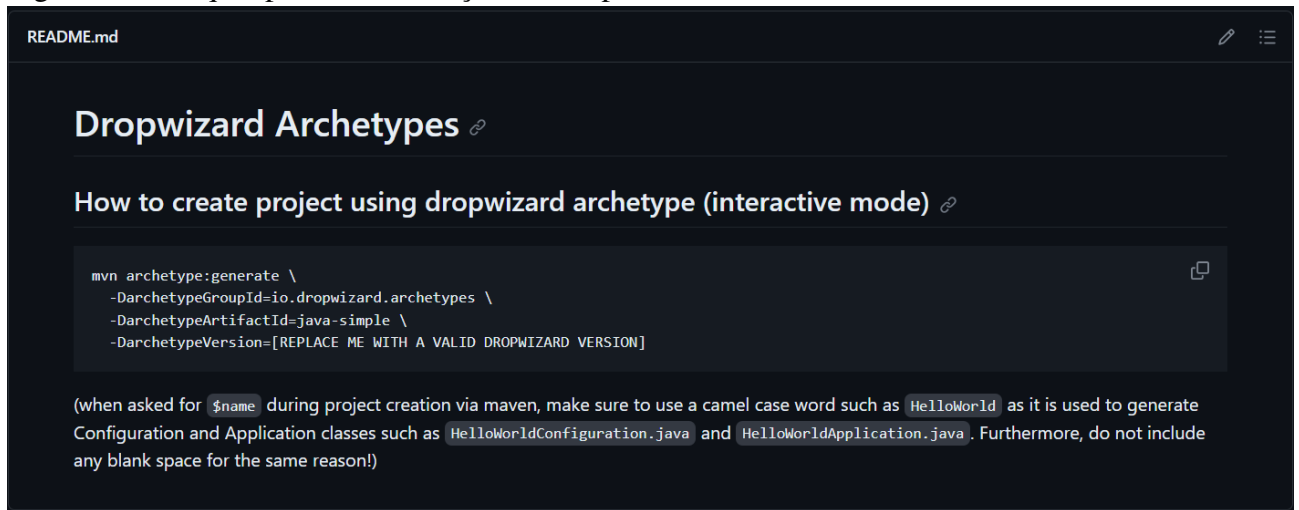 README.md
Dropwizard Archetypes
How to create project using dropwizard archetype (interactive mode)
mvn archetype:generate \
-DarchetypeGroupId=io.dropwizard.archetypes \
-DarchetypeArtifactId=java-simple \
-DarchetypeVersion=[REPLACE ME WITH A VALID DROPWIZARD VERSION]
(when asked for $name during project creation via maven, make sure to use a camel case word such as HelloWorld as it is used to generate
Configuration and Application classes such as HelloWorldConfiguration.java and HelloWorldApplication.java. Furthermore, do not include
any blank space for the same reason!)